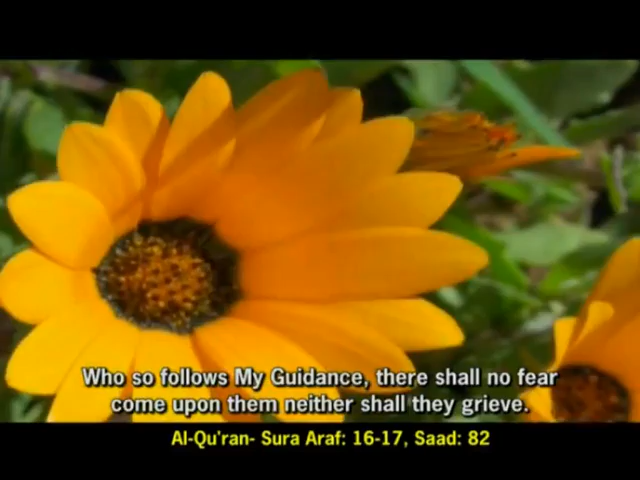 Who so follows My Guidance, there shall no fear
come upon them neither shall they grieve.
Al-Qu'ran- Sura Araf: 16-17, Saad: 82